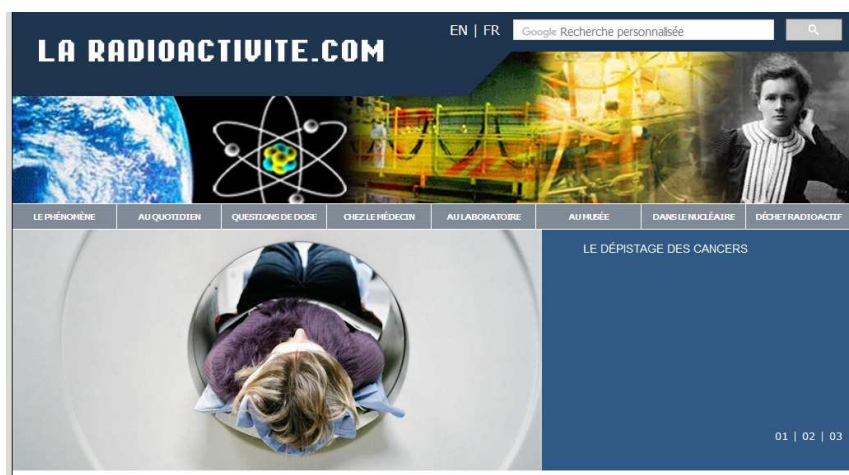 EN | FR
Google Recherche personnalisée
LA RADIOACTIVITE.COM
LE PHÉNOMÈNE AU QUOTIDIEN QUESTIONS DE DOSE CHEZ LE MÉDECIN AU LABORATOIRE AU MUSÉE DANS LE NUCLÉAIRE DÉCHET RADIOACTIF
LE DÉPISTAGE DES CANCERS
01 | 02 | 03